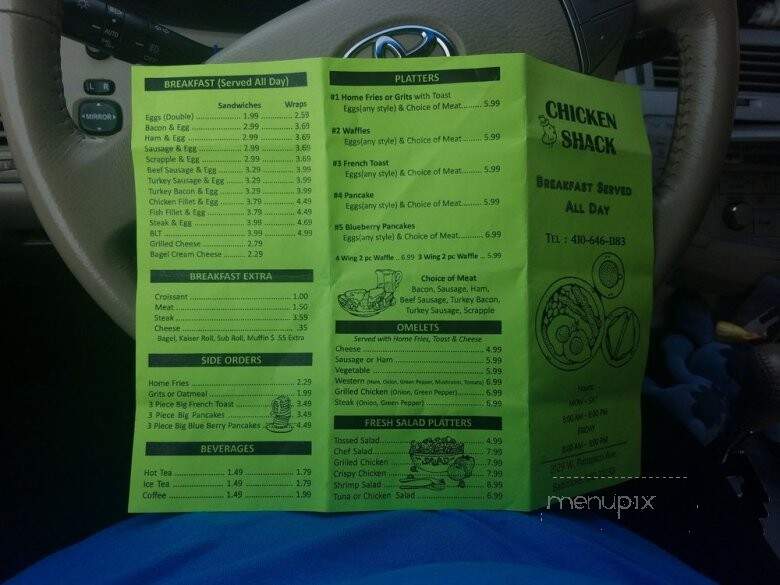 BREAKFAST (Served All Day)
Sandwiches Wraps
Eggs (Double) 1.99 2.59
Bacon & Egg 2.99 3.69
Ham & Egg 2.99 3.69
Sausage & Egg 2.99 3.69
Scrapple & Egg 2.99 3.69
Beef Sausage & Egg 3.29 3.99
Turkey Sausage & Egg 3.29 3.99
Turkey Bacon & Egg 3.29 3.99
Chicken Fillet & Egg 3.79 4.49
Fish Fillet & Egg 3.79 4.49
Steak & Egg 3.99 4.69
BLT 3.99 4.99
Grilled Cheese 2.79
Bagel Cream Cheese 2.29
BREAKFAST EXTRA
Croissant 1.00
Meat 1.50
Steak 3.59
Cheese .35
Bagel, Kaiser Roll, Sub Roll, Muffin $ .55 Extra
SIDE ORDERS
Home Fries 2.29
Grits or Oatmeal 1.99
3 Piece Big French Toast 3.49
3 Piece Big Pancakes 3.49
3 Piece Big Blue Berry Pancakes 4.49
BEVERAGES
Hot Tea 1.49 1.79
Ice Tea 1.49 1.79
Coffee 1.49 1.99
PLATTERS
#1 Home Fries or Grits with Toast
Eggs(any style) & Choice of Meat 5.99
#2 Waffles
Eggs(any style) & Choice of Meat 5.99
#3 French Toast
Eggs(any style) & Choice of Meat 5.99
#4 Pancake
Eggs(any style) & Choice of Meat 5.99
#5 Blueberry Pancakes
Eggs(any style) & Choice of Meat 6.99
4 Wing 2 pc Waffle .. 6.99 3 Wing 2 pc Waffle .. 5.99
Choice of Meat
Bacon, Sausage, Ham,
Beef Sausage, Turkey Bacon,
Turkey Sausage, Scrapple
OMELETS
Served with Home Fries, Toast & Cheese
Cheese 4.99
Sausage or Ham 5.99
Vegetable 5.99
Western (Ham, Onion, Green Pepper, Mushroom, Tomato) 6.99
Grilled Chicken (Onion, Green Pepper) 6.99
Steak (Onion, Green Pepper) 6.99
FRESH SALAD PLATTERS
Tossed Salad 4.99
Chef Salad 7.99
Grilled Chicken 7.99
Crispy Chicken 7.99
Shrimp Salad 8.99
Tuna or Chicken Salad 6.99
CHICKEN
SHACK
BREAKFAST SERVED
ALL DAY
TEL : 410-646-1183
HOURS
MON - SAT
FRIDAY
menupix
L R
MIRROR
AUTO